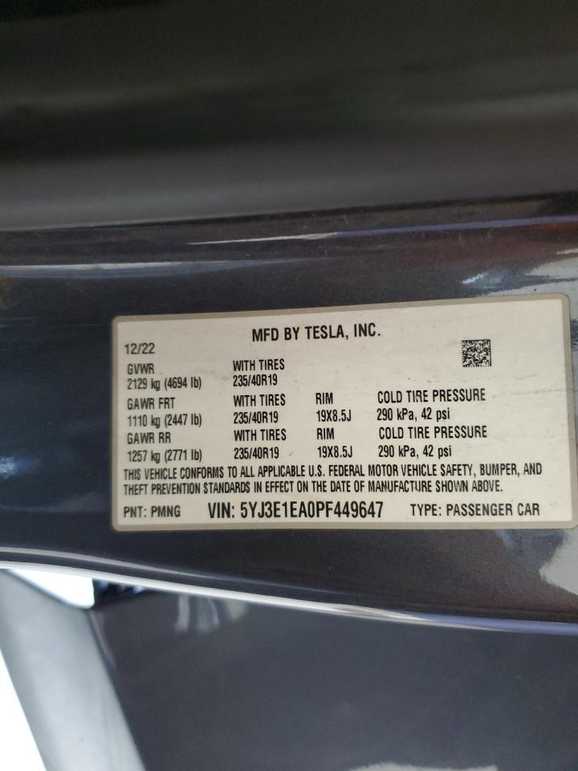 MFD BY TESLA, INC.
12/22
GVWR WITH TIRES
2129 kg (4694 lb) 235/40R19
GAWR FRT WITH TIRES RIM COLD TIRE PRESSURE
1110 kg (2447 lb) 235/40R19 19X8.5J 290 kPa, 42 psi
GAWR RR WITH TIRES RIM COLD TIRE PRESSURE
1257 kg (2771 lb) 235/40R19 19X8.5J 290 kPa, 42 psi
THIS VEHICLE CONFORMS TO ALL APPLICABLE U.S. FEDERAL MOTOR VEHICLE SAFETY, BUMPER, AND
THEFT PREVENTION STANDARDS IN EFFECT ON THE DATE OF MANUFACTURE SHOWN ABOVE.
PNT: PMNG VIN: 5YJ3E1EA0PF449647 TYPE: PASSENGER CAR